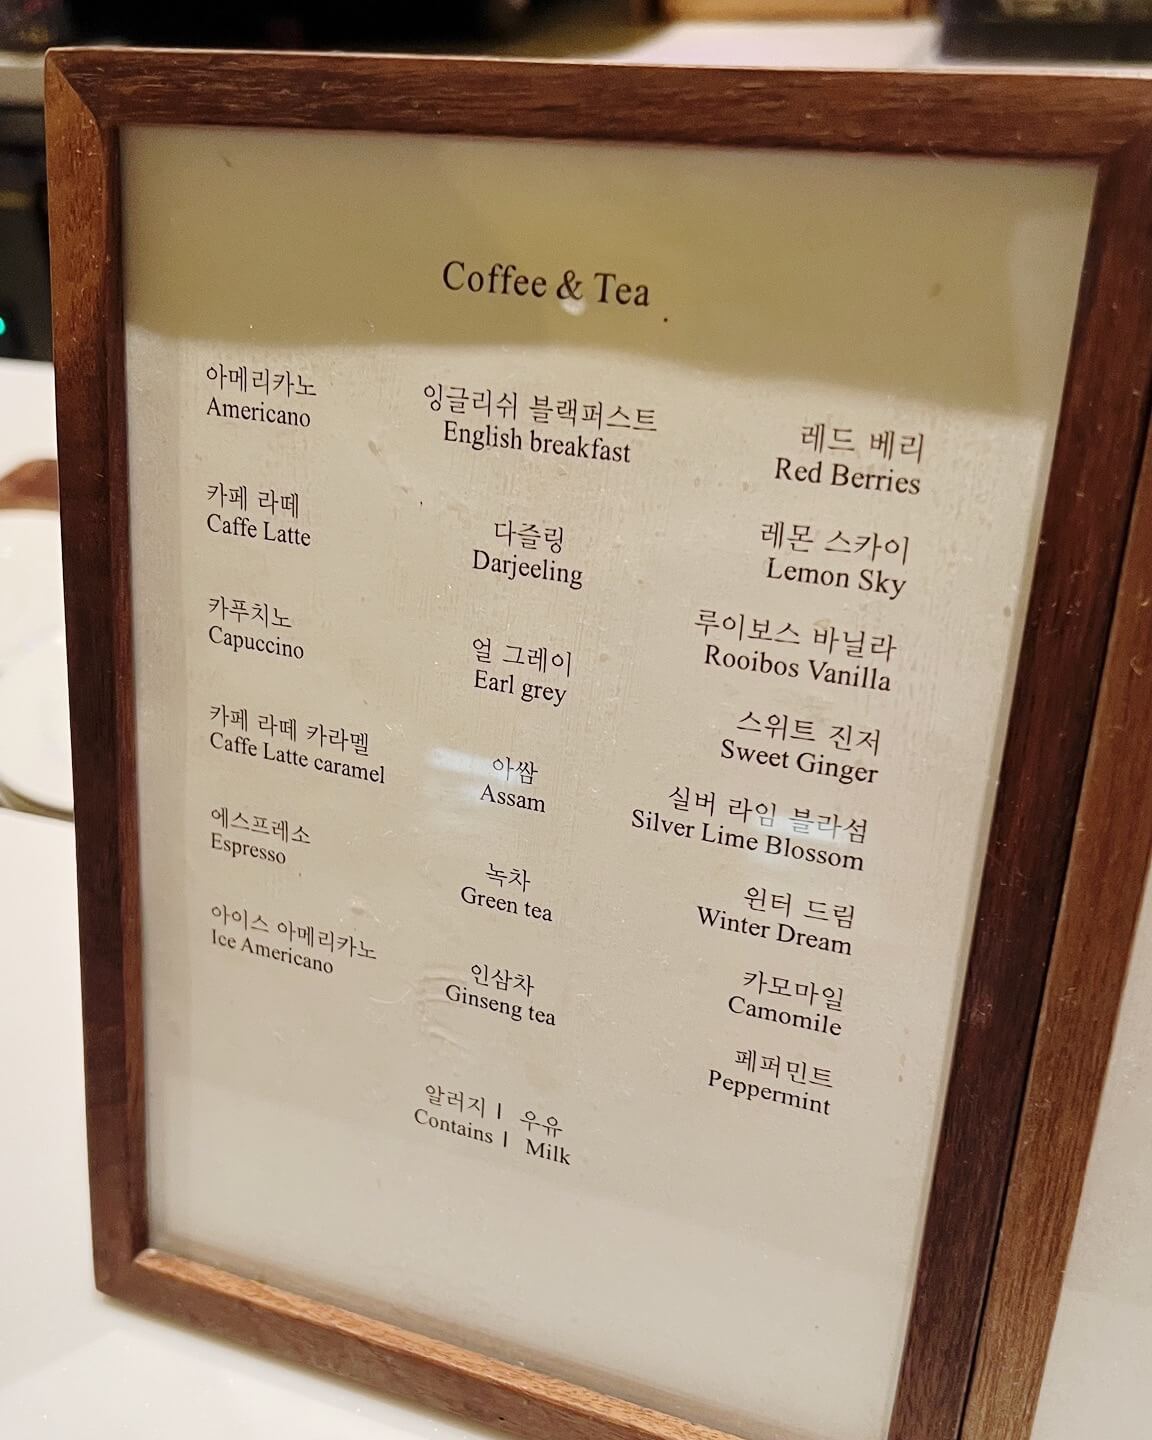 Coffee & Tea
아메리카노
Americano
카페 라떼
Caffe Latte
카푸치노
Capuccino
카페 라떼 카라멜
Caffe Latte caramel
에스프레소
Espresso
아이스 아메리카노
Ice Americano
잉글리쉬 블랙퍼스트
English breakfast
다즐링
Darjeeling
얼 그레이
Earl grey
아쌈
Assam
녹차
Green tea
인삼차
Ginseng tea
레드 베리
Red Berries
레몬 스카이
Lemon Sky
루이보스 바닐라
Rooibos Vanilla
스위트 진저
Sweet Ginger
실버 라임 블라섬
Silver Lime Blossom
윈터 드림
Winter Dream
카모마일
Camomile
페퍼민트
Peppermint
알러지 | 우유
Contains | Milk